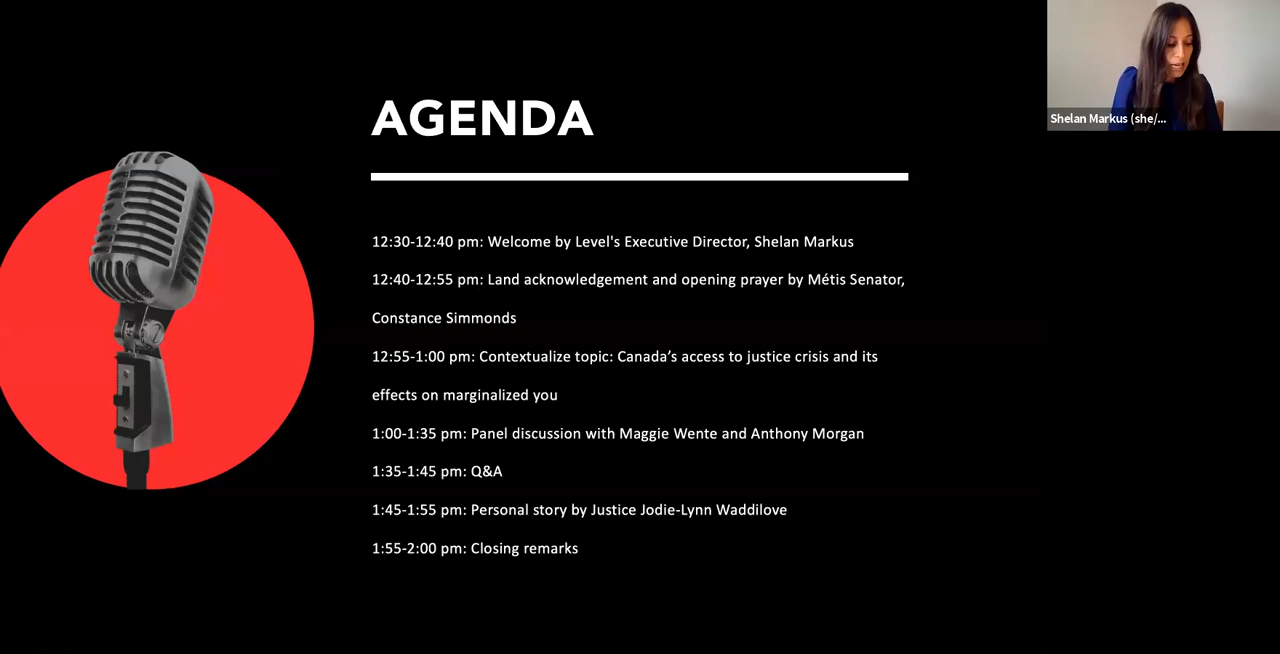 AGENDA
12:30-12:40 pm: Welcome by Level's Executive Director, Shelan Markus
12:40-12:55 pm: Land acknowledgement and opening prayer by Métis Senator,
Constance Simmonds
12:55-1:00 pm: Contextualize topic: Canada’s access to justice crisis and its
effects on marginalized you
1:00-1:35 pm: Panel discussion with Maggie Wente and Anthony Morgan
1:35-1:45 pm: Q&A
1:45-1:55 pm: Personal story by Justice Jodie-Lynn Waddilove
1:55-2:00 pm: Closing remarks
Shelan Markus (she/...